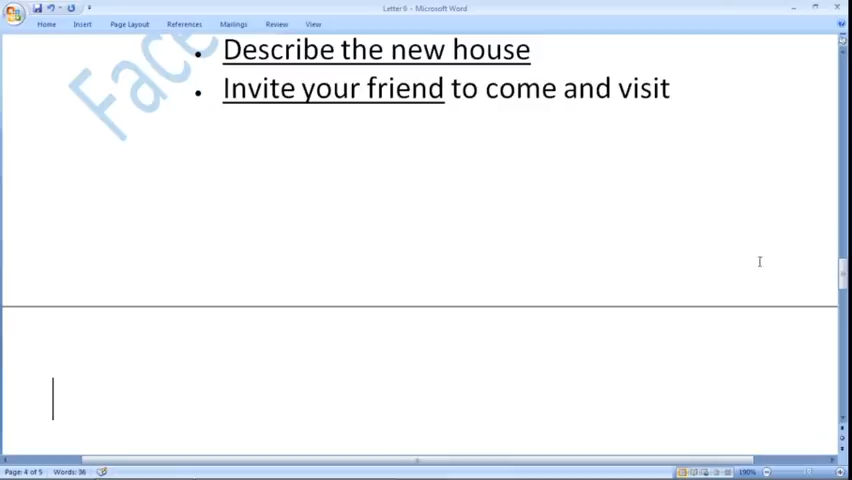 Letter 6 - Microsoft Word
Home Insert Page Layout References Mailings Review View
Face
• Describe the new house
• Invite your friend to come and visit
Page: 4 of 5 Words: 36 190%